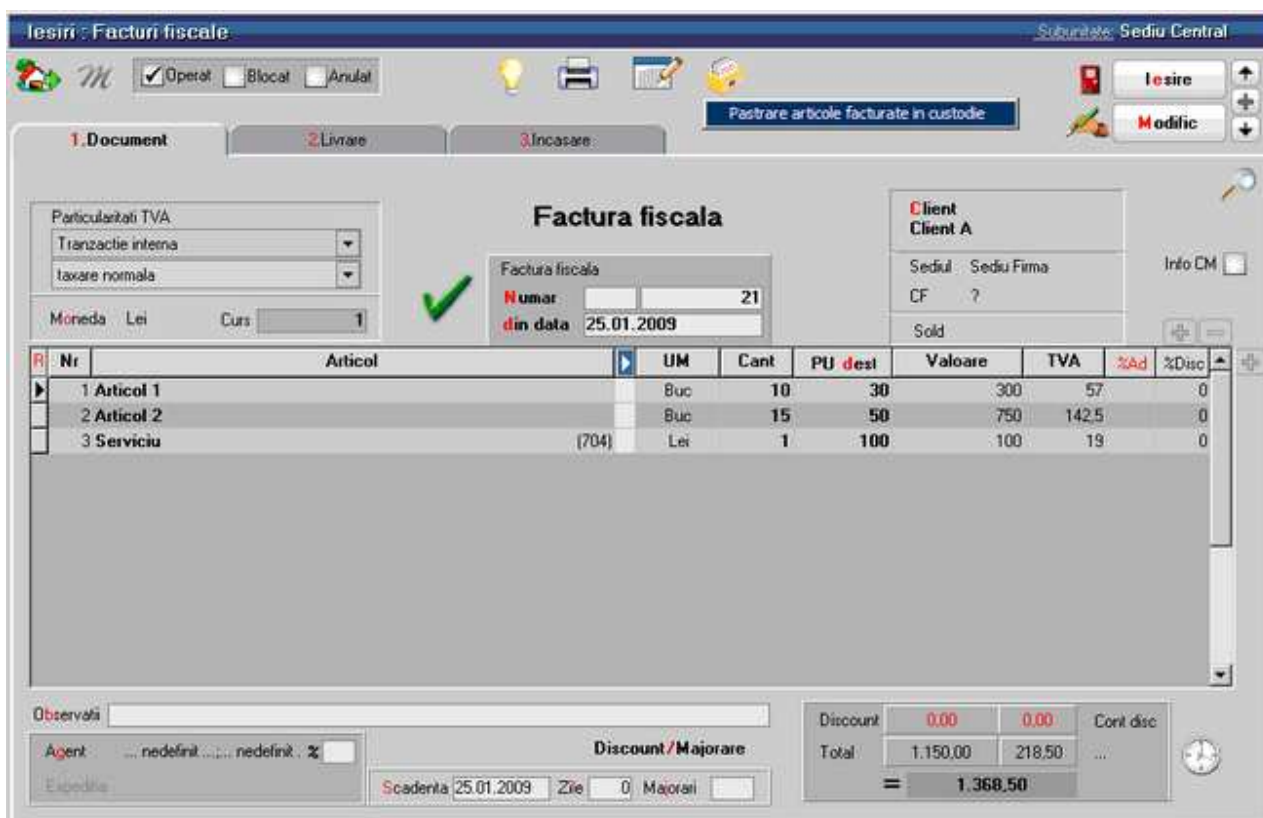 Iesiri : Facturi fiscale Subunitate: Sediu Central
Operat Blocat Anulat Iesire
Pastrare articole facturate in custodie Modific
1.Document 2.Livrare 3.Incasare
Particularitati TVA
Tranzactie interna
taxare normala
Moneda Lei Curs 1
Factura fiscala
Factura fiscala
Numar 21
din data 25.01.2009
Client
Client A
Sediul Sediu Firma
CF ?
Sold
Info CM
R Nr Articol UM Cant PU dest Valoare TVA %Ad %Disc
1 Articol 1 Buc 10 30 300 57 0
2 Articol 2 Buc 15 50 750 142,5 0
3 Serviciu (704) Lei 1 100 100 19 0
Observatii
Agent ... nedefinit ...;... nedefinit . %
Expeditia
Discount/Majorare
Scadenta 25.01.2009 Zile 0 Majorari
Discount 0,00 0,00 Cont disc
Total 1.150,00 218,50 ...
= 1.368,50